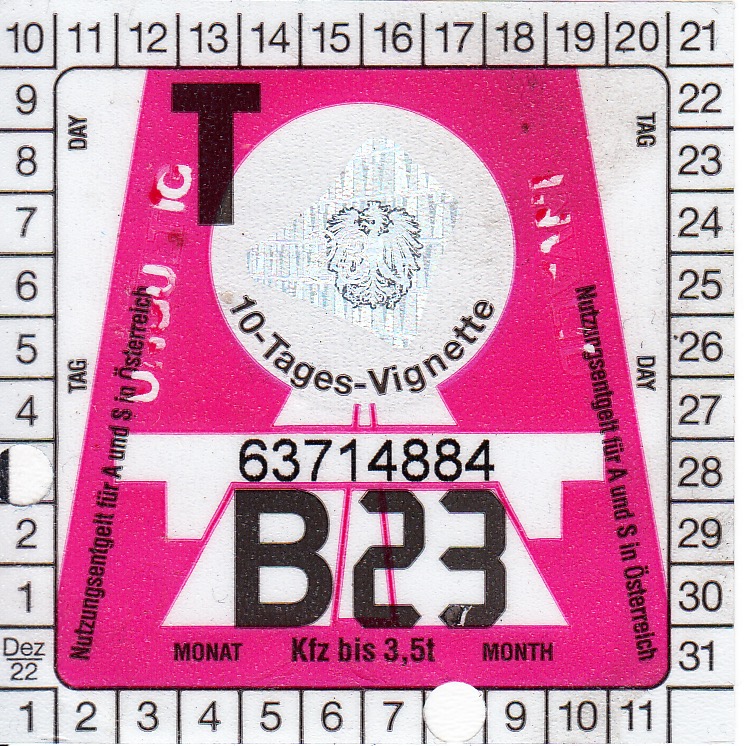 10 11 12 13 14 15 16 17 18 19 20 21
9
8
7
6
5
4
2
1
Dez
22
DAY
TAG
TAG
DAY
T
10-Tages-Vignette
Nutzungsentgelt für A und S in Österreich
Nutzungsentgelt für A und S in Österreich
63714884
B23
MONAT Kfz bis 3,5t MONTH
22
23
24
25
26
27
28
29
30
31
1 2 3 4 5 6 7 9 10 11